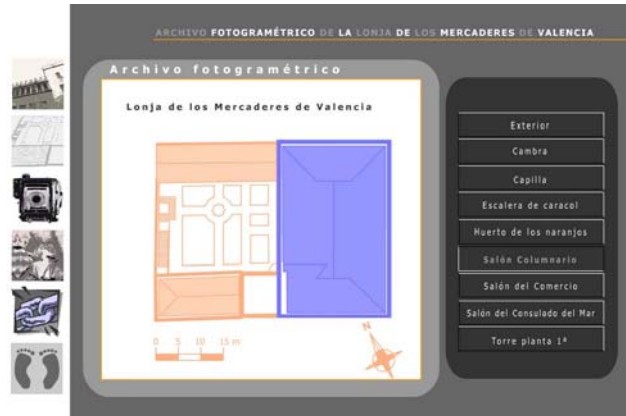 ARCHIVO FOTOGRAMÉTRICO DE LA LONJA DE LOS MERCADERES DE VALENCIA
Archivo fotogramétrico
Lonja de los Mercaderes de Valencia
N
0 5 10 15 m
Exterior
Cambra
Capilla
Escalera de caracol
Huerto de los naranjos
Salón Columnario
Salón del Comercio
Salón del Consulado del Mar
Torre planta 1ª